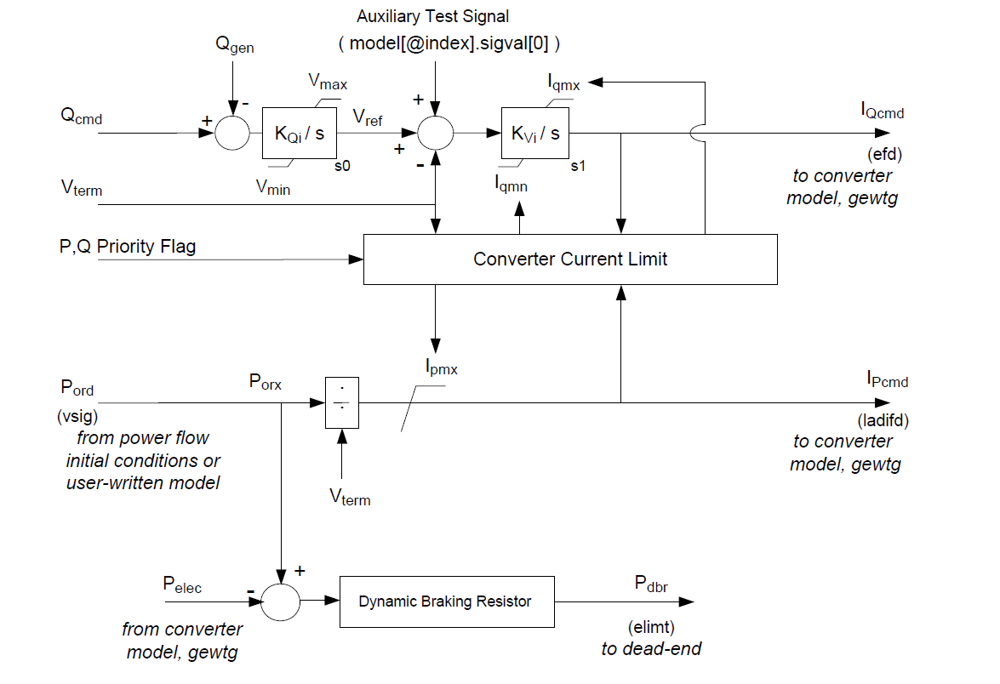 Auxiliary Test Signal
( model[@index].sigval[0] )
Qgen
Vmax
Iqmx
Qcmd
+
-
KQi / s
s0
Vref
+
+
-
KVi / s
s1
IQcmd
(efd)
to converter
model, gewtg
Vterm
Vmin
Iqmn
P,Q Priority Flag
Converter Current Limit
Ipmx
Pord
(vsig)
from power flow
initial conditions or
user-written model
Porx
÷
Vterm
IPcmd
(ladifd)
to converter
model, gewtg
Pelec
-
+
from converter
model, gewtg
Dynamic Braking Resistor
Pdbr
(elimt)
to dead-end